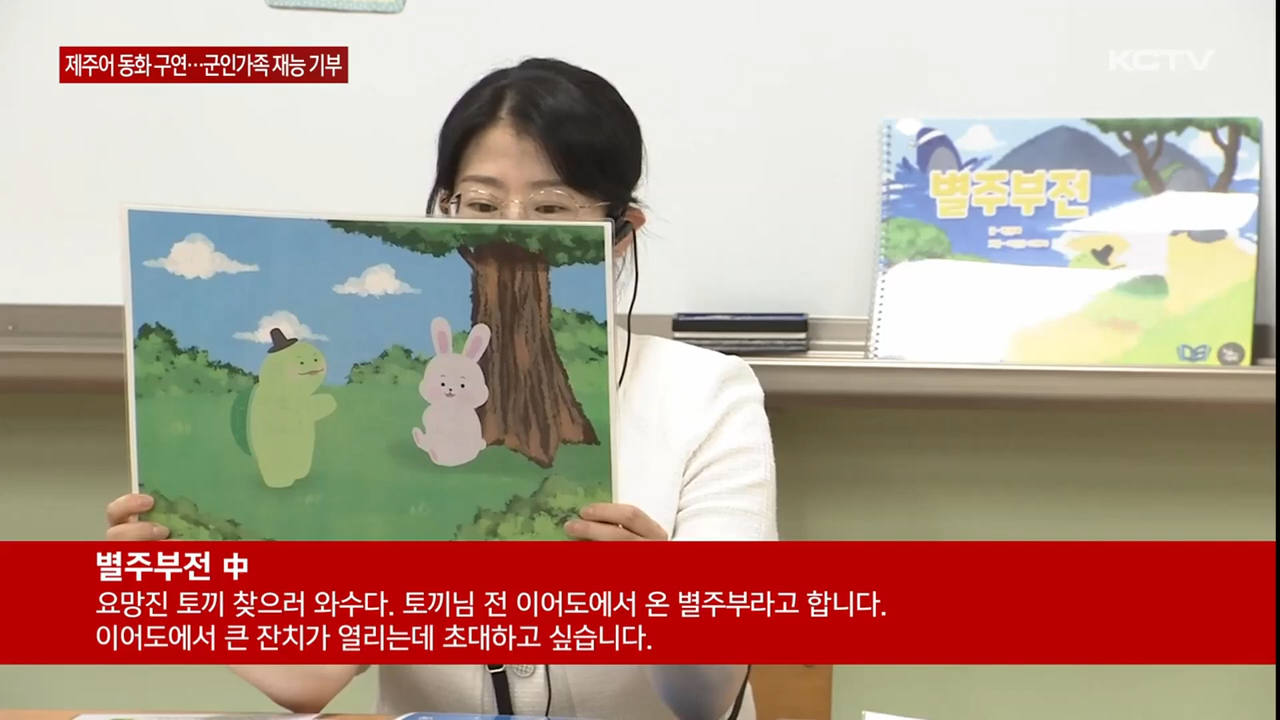 제주어 동화 구연…군인가족 재능 기부
KCTV
별주부전
별주부전 中
요망진 토끼 찾으러 와수다. 토끼님 전 이어도에서 온 별주부라고 합니다.
이어도에서 큰 잔치가 열리는데 초대하고 싶습니다.